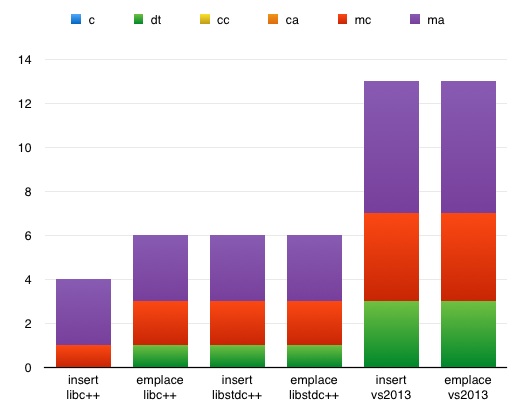 c dt cc ca mc ma
14
12
10
8
6
4
2
0
insert emplace insert emplace insert emplace
libc++ libc++ libstdc++ libstdc++ vs2013 vs2013